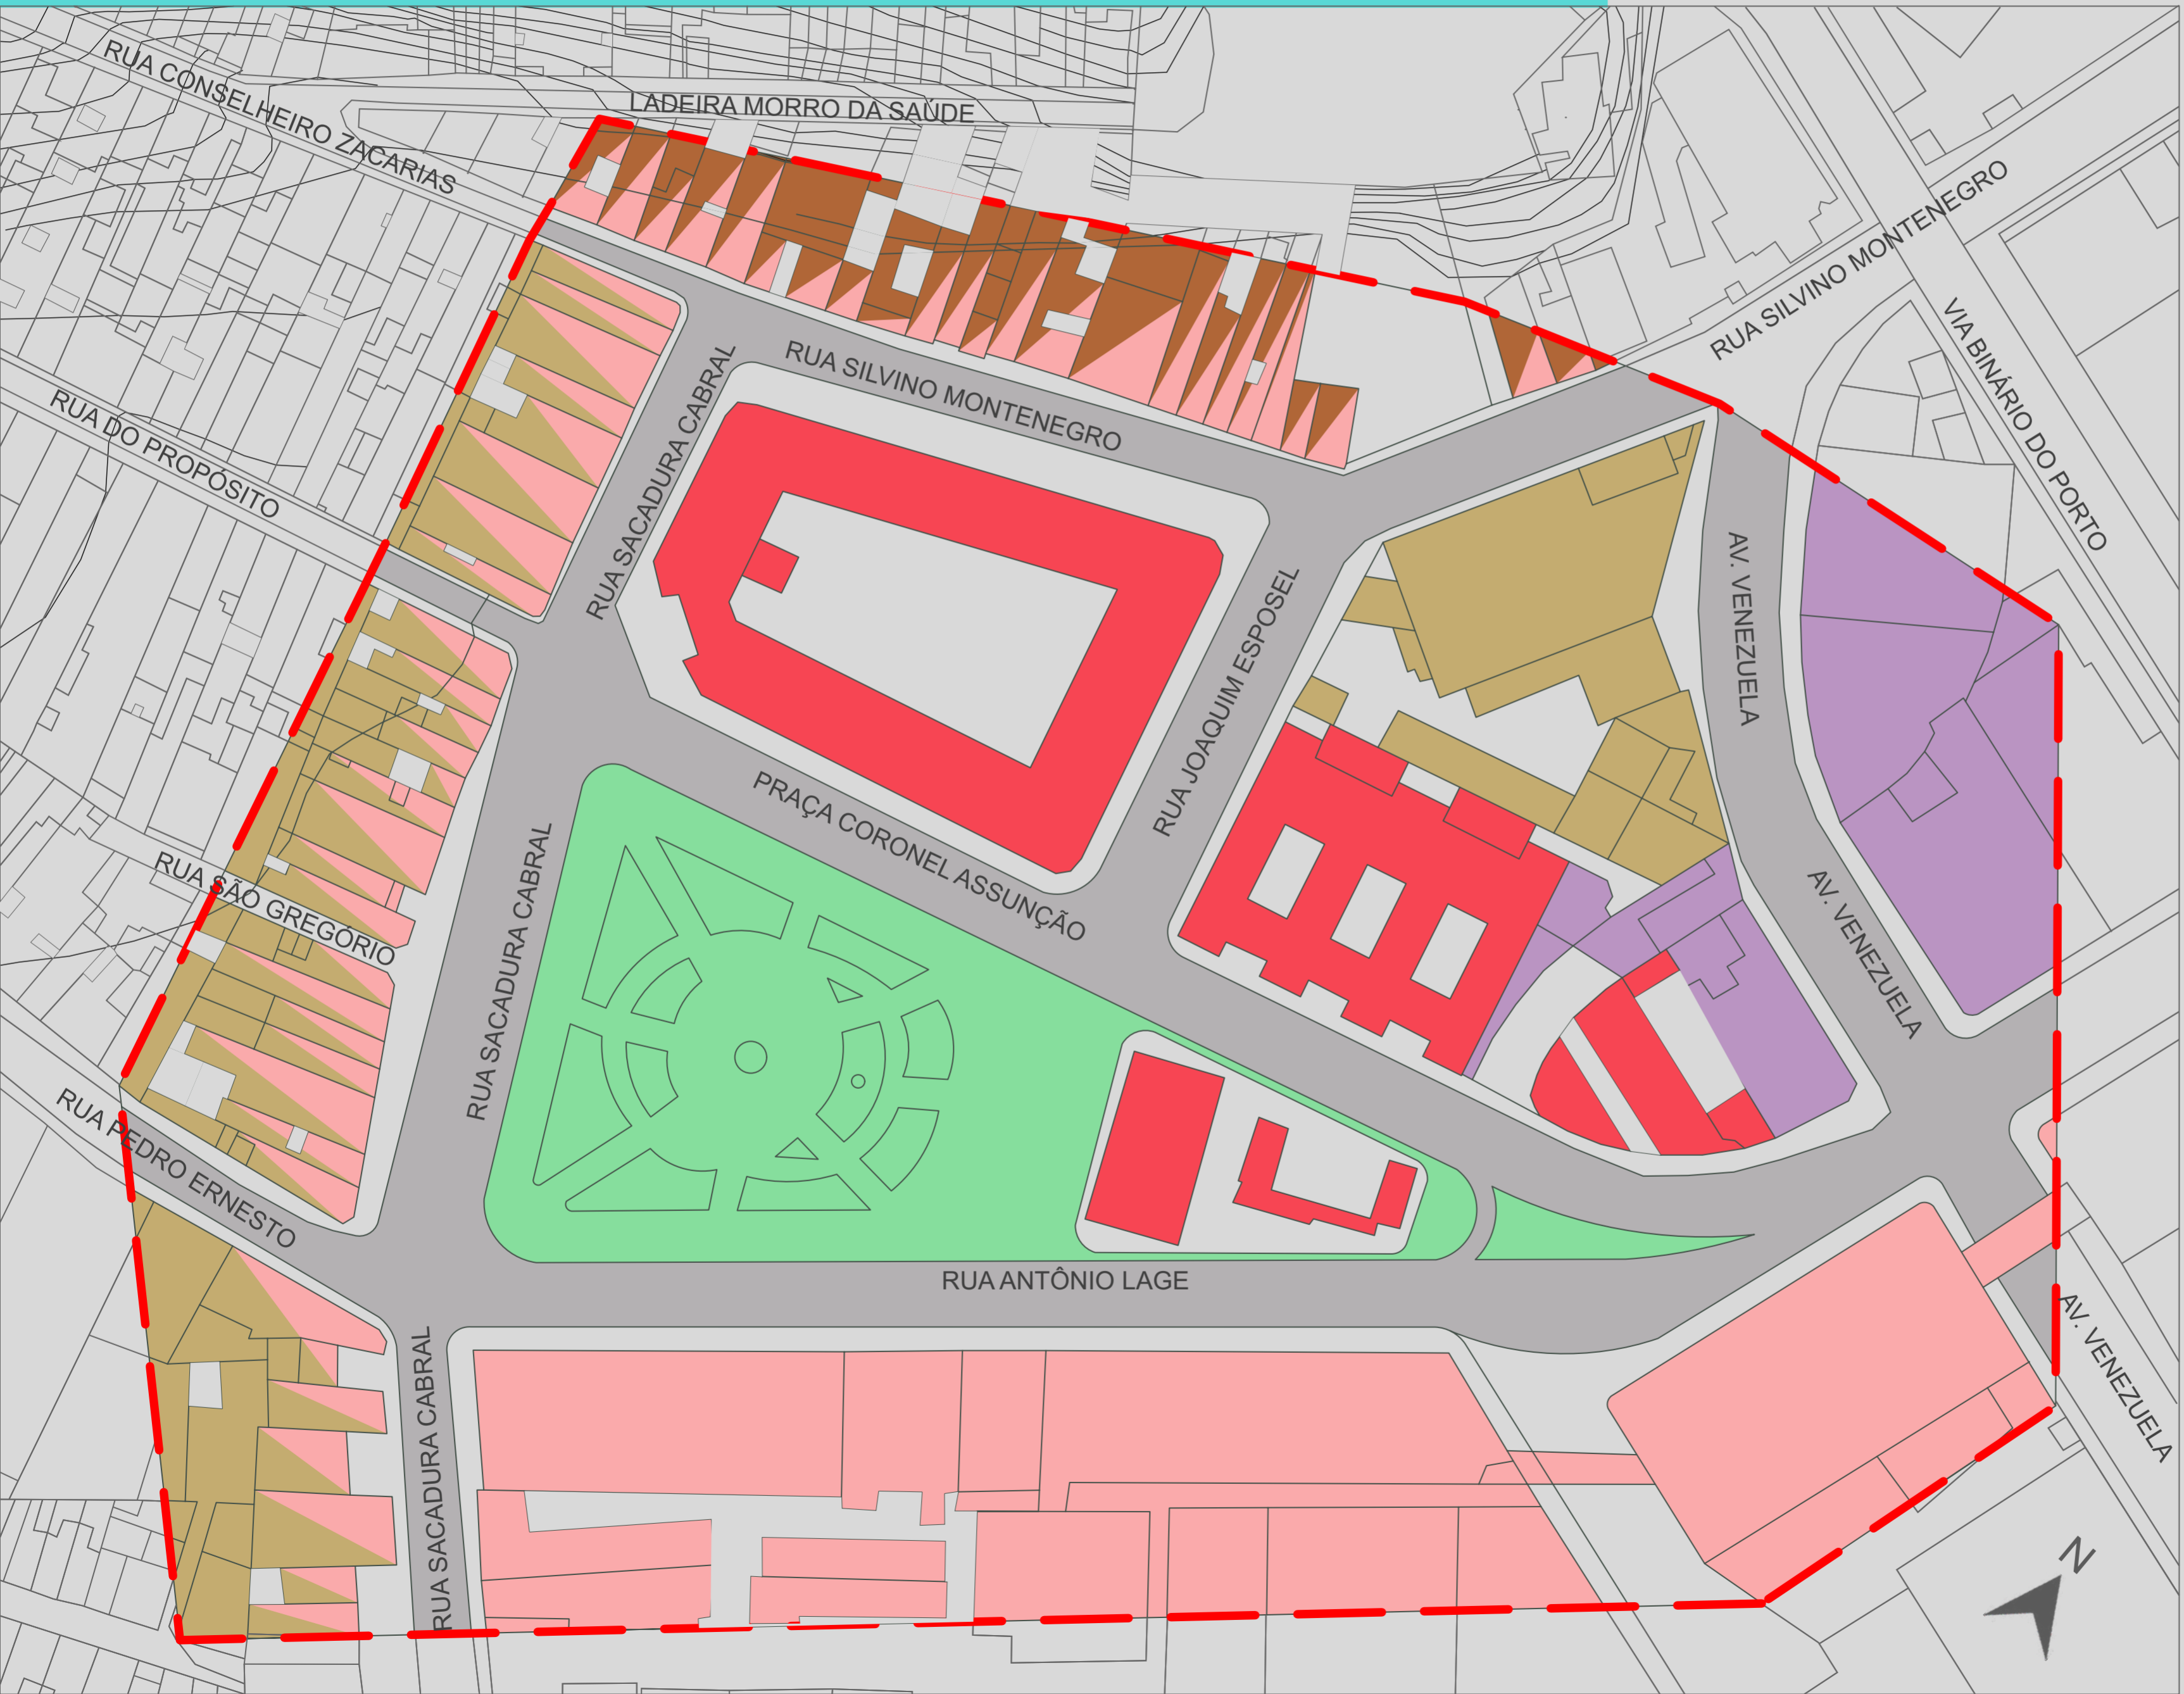 RUA CONSELHEIRO ZACARIAS
LADEIRA MORRO DA SAÚDE
RUA SILVINO MONTENEGRO
VIA BINÁRIO DO PORTO
RUA SILVINO MONTENEGRO
RUA SACADURA CABRAL
RUA DO PROPÓSITO
AV. VENEZUELA
RUA JOAQUIM ESPOSEL
PRAÇA CORONEL ASSUNÇÃO
RUA SÃO GREGÓRIO
RUA SACADURA CABRAL
AV. VENEZUELA
RUA PEDRO ERNESTO
RUA ANTÔNIO LAGE
AV. VENEZUELA
RUA SACADURA CABRAL
N